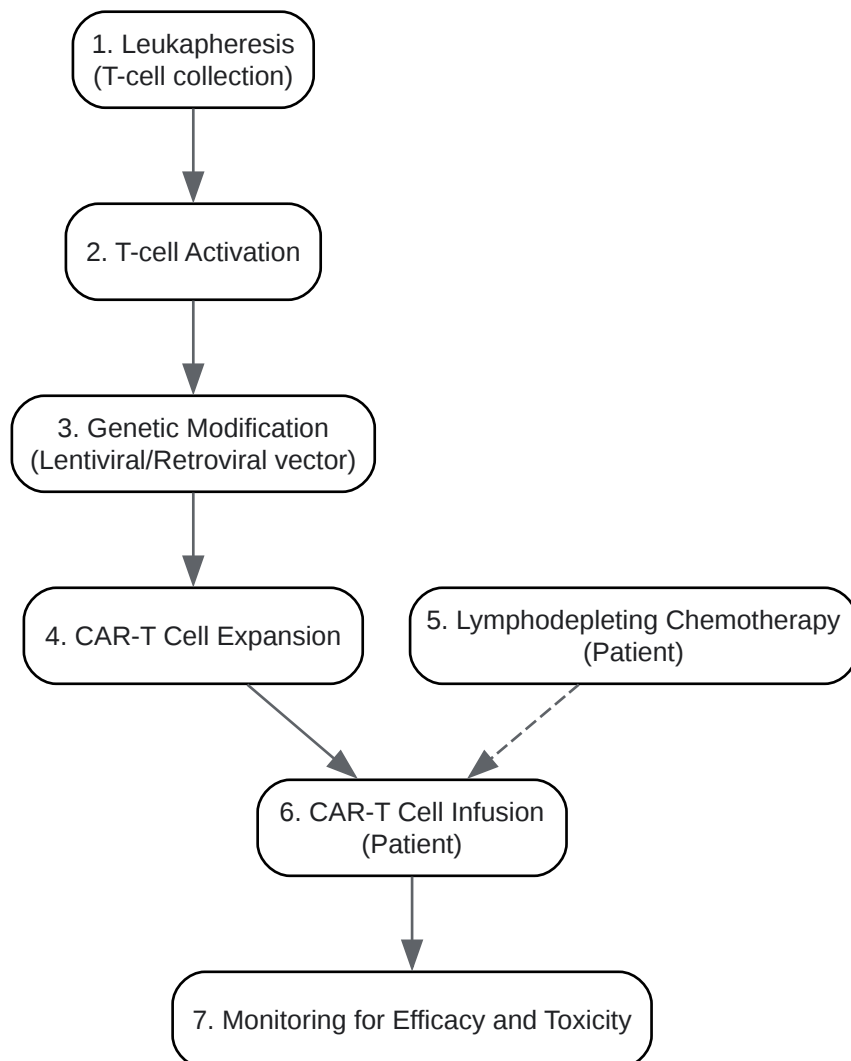 1. Leukapheresis
(T-cell collection)
2. T-cell Activation
3. Genetic Modification
(Lentiviral/Retroviral vector)
4. CAR-T Cell Expansion
5. Lymphodepleting Chemotherapy
(Patient)
6. CAR-T Cell Infusion
(Patient)
7. Monitoring for Efficacy and Toxicity